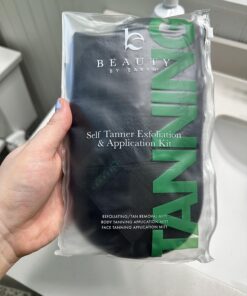 b
BEAUTY
BY EARTH
Self Tanner Exfoliation
& Application Kit
TANNING
EXFOLIATING/TAN REMOVAL MITT
BODY TANNING APPLICATION MITT
FACE TANNING APPLICATION MITT